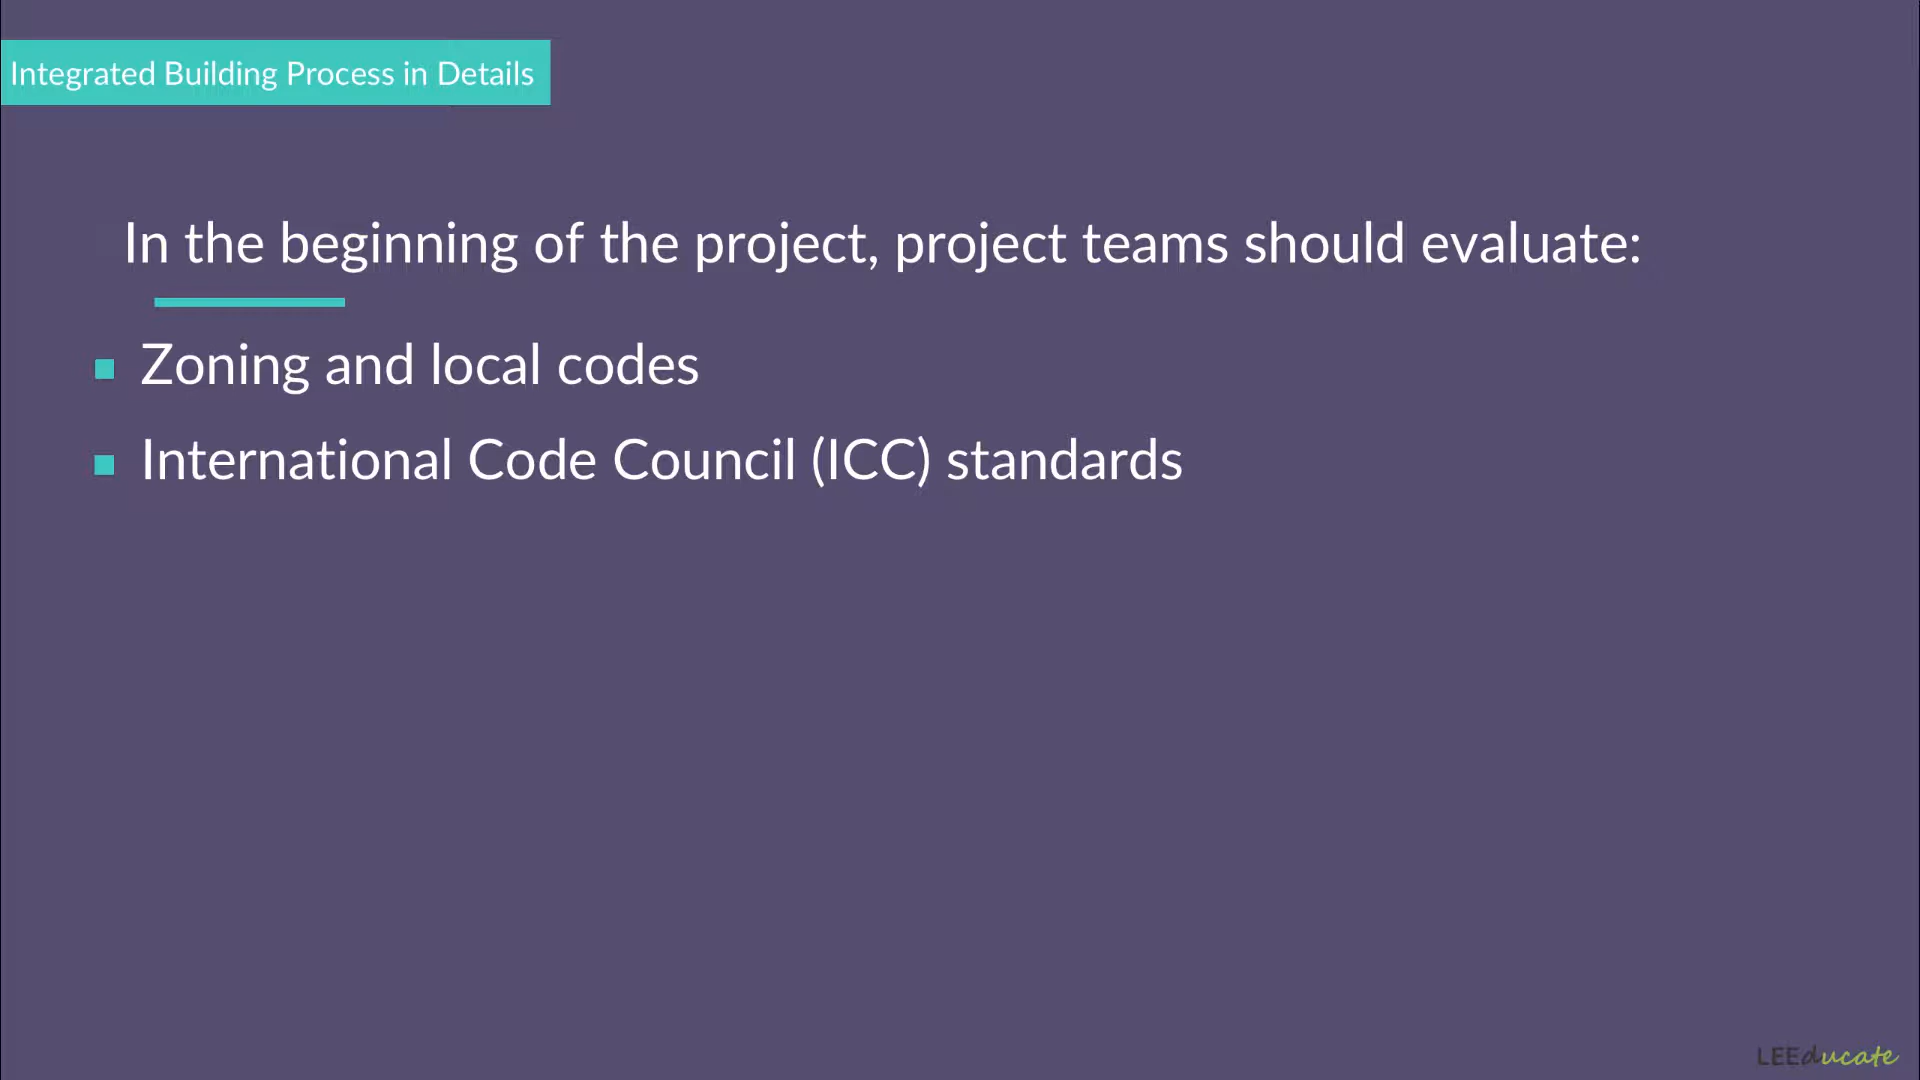 Integrated Building Process in Details
In the beginning of the project, project teams should evaluate:
Zoning and local codes
International Code Council (ICC) standards
LEEducate